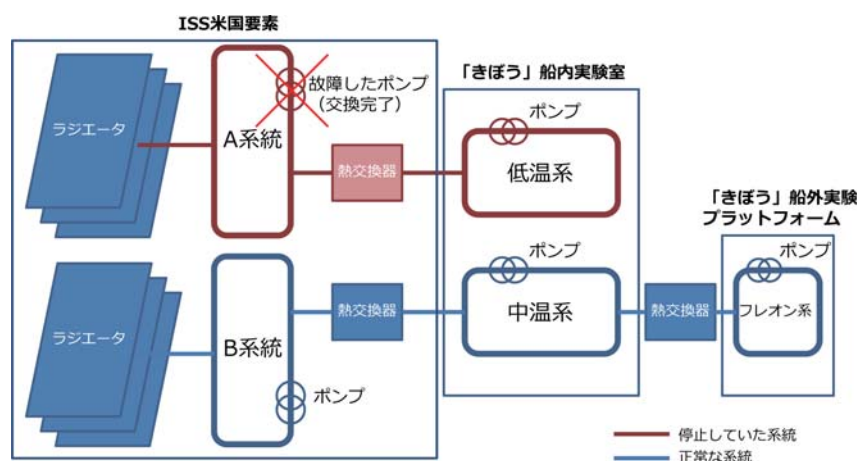 ISS米国要素
「きぼう」船内実験室
「きぼう」船外実験
プラットフォーム
ラジエータ
A系統
故障したポンプ
（交換完了）
熱交換器
ポンプ
低温系
ラジエータ
B系統
ポンプ
熱交換器
ポンプ
中温系
熱交換器
ポンプ
フレオン系
停止していた系統
正常な系統